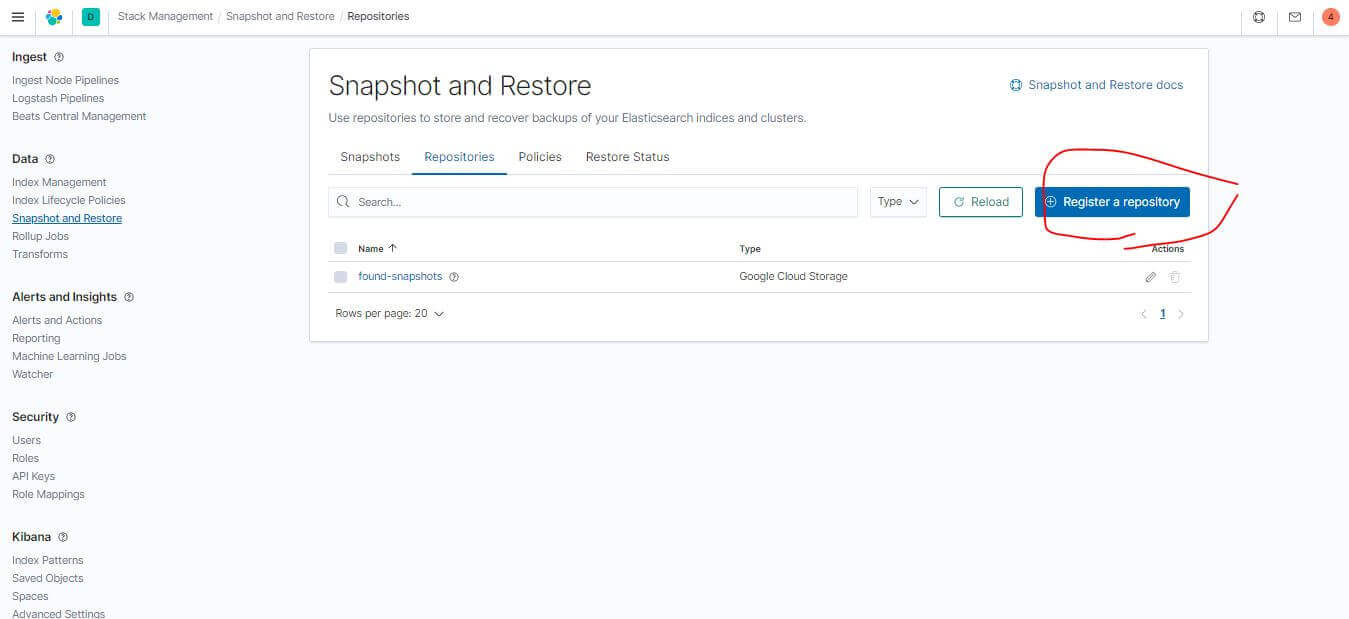 D Stack Management / Snapshot and Restore / Repositories 4
Ingest
Ingest Node Pipelines
Logstash Pipelines
Beats Central Management
Data
Index Management
Index Lifecycle Policies
Snapshot and Restore
Rollup Jobs
Transforms
Alerts and Insights
Alerts and Actions
Reporting
Machine Learning Jobs
Watcher
Security
Users
Roles
API Keys
Role Mappings
Kibana
Index Patterns
Saved Objects
Spaces
Advanced Settings
Snapshot and Restore
Snapshot and Restore docs
Use repositories to store and recover backups of your Elasticsearch indices and clusters.
Snapshots Repositories Policies Restore Status
Search... Type Reload Register a repository
Name Type Actions
found-snapshots Google Cloud Storage
Rows per page: 20 1